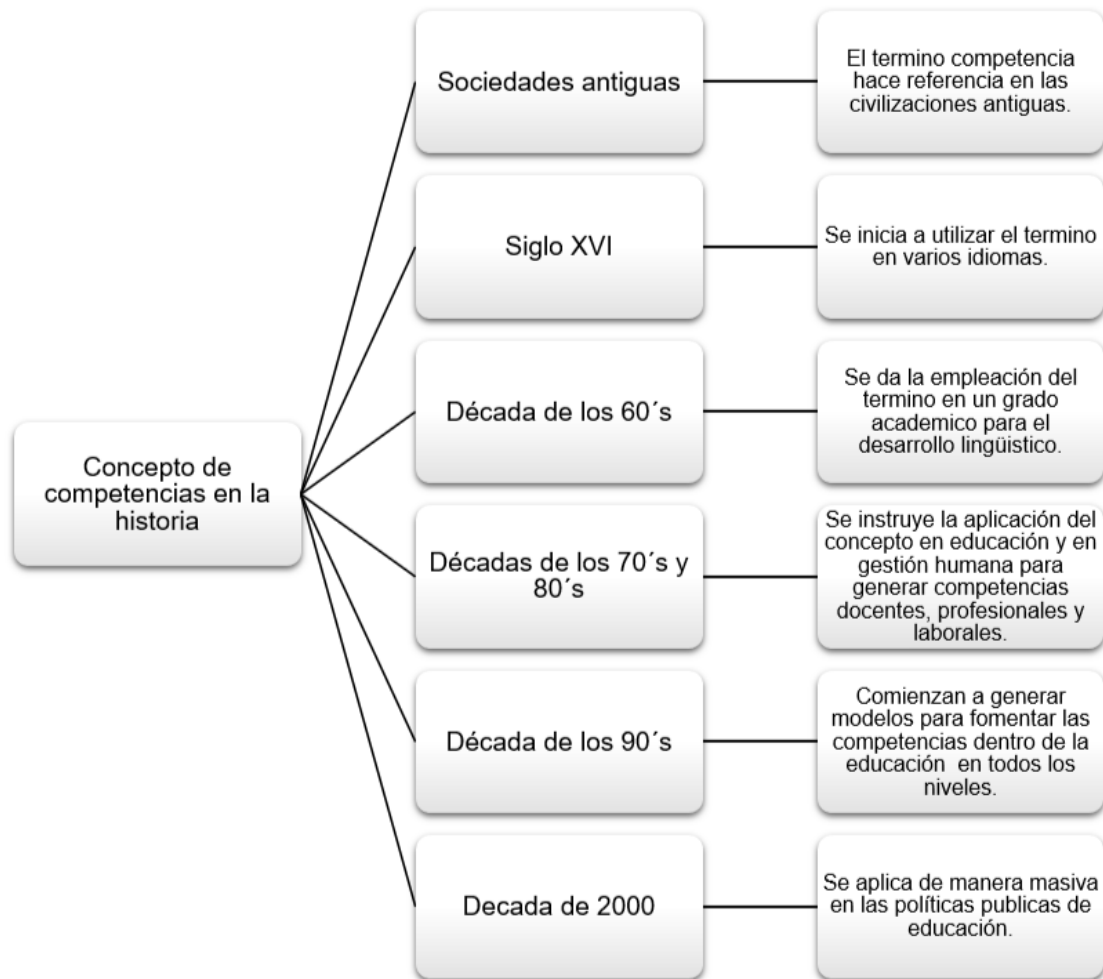 Concepto de
competencias en la
historia
Sociedades antiguas
El termino competencia
hace referencia en las
civilizaciones antiguas.
Siglo XVI
Se inicia a utilizar el termino
en varios idiomas.
Década de los 60´s
Se da la empleación del
termino en un grado
academico para el
desarrollo lingüistico.
Décadas de los 70´s y
80´s
Se instruye la aplicación del
concepto en educación y en
gestión humana para
generar competencias
docentes, profesionales y
laborales.
Década de los 90´s
Comienzan a generar
modelos para fomentar las
competencias dentro de la
educación en todos los
niveles.
Decada de 2000
Se aplica de manera masiva
en las políticas publicas de
educación.